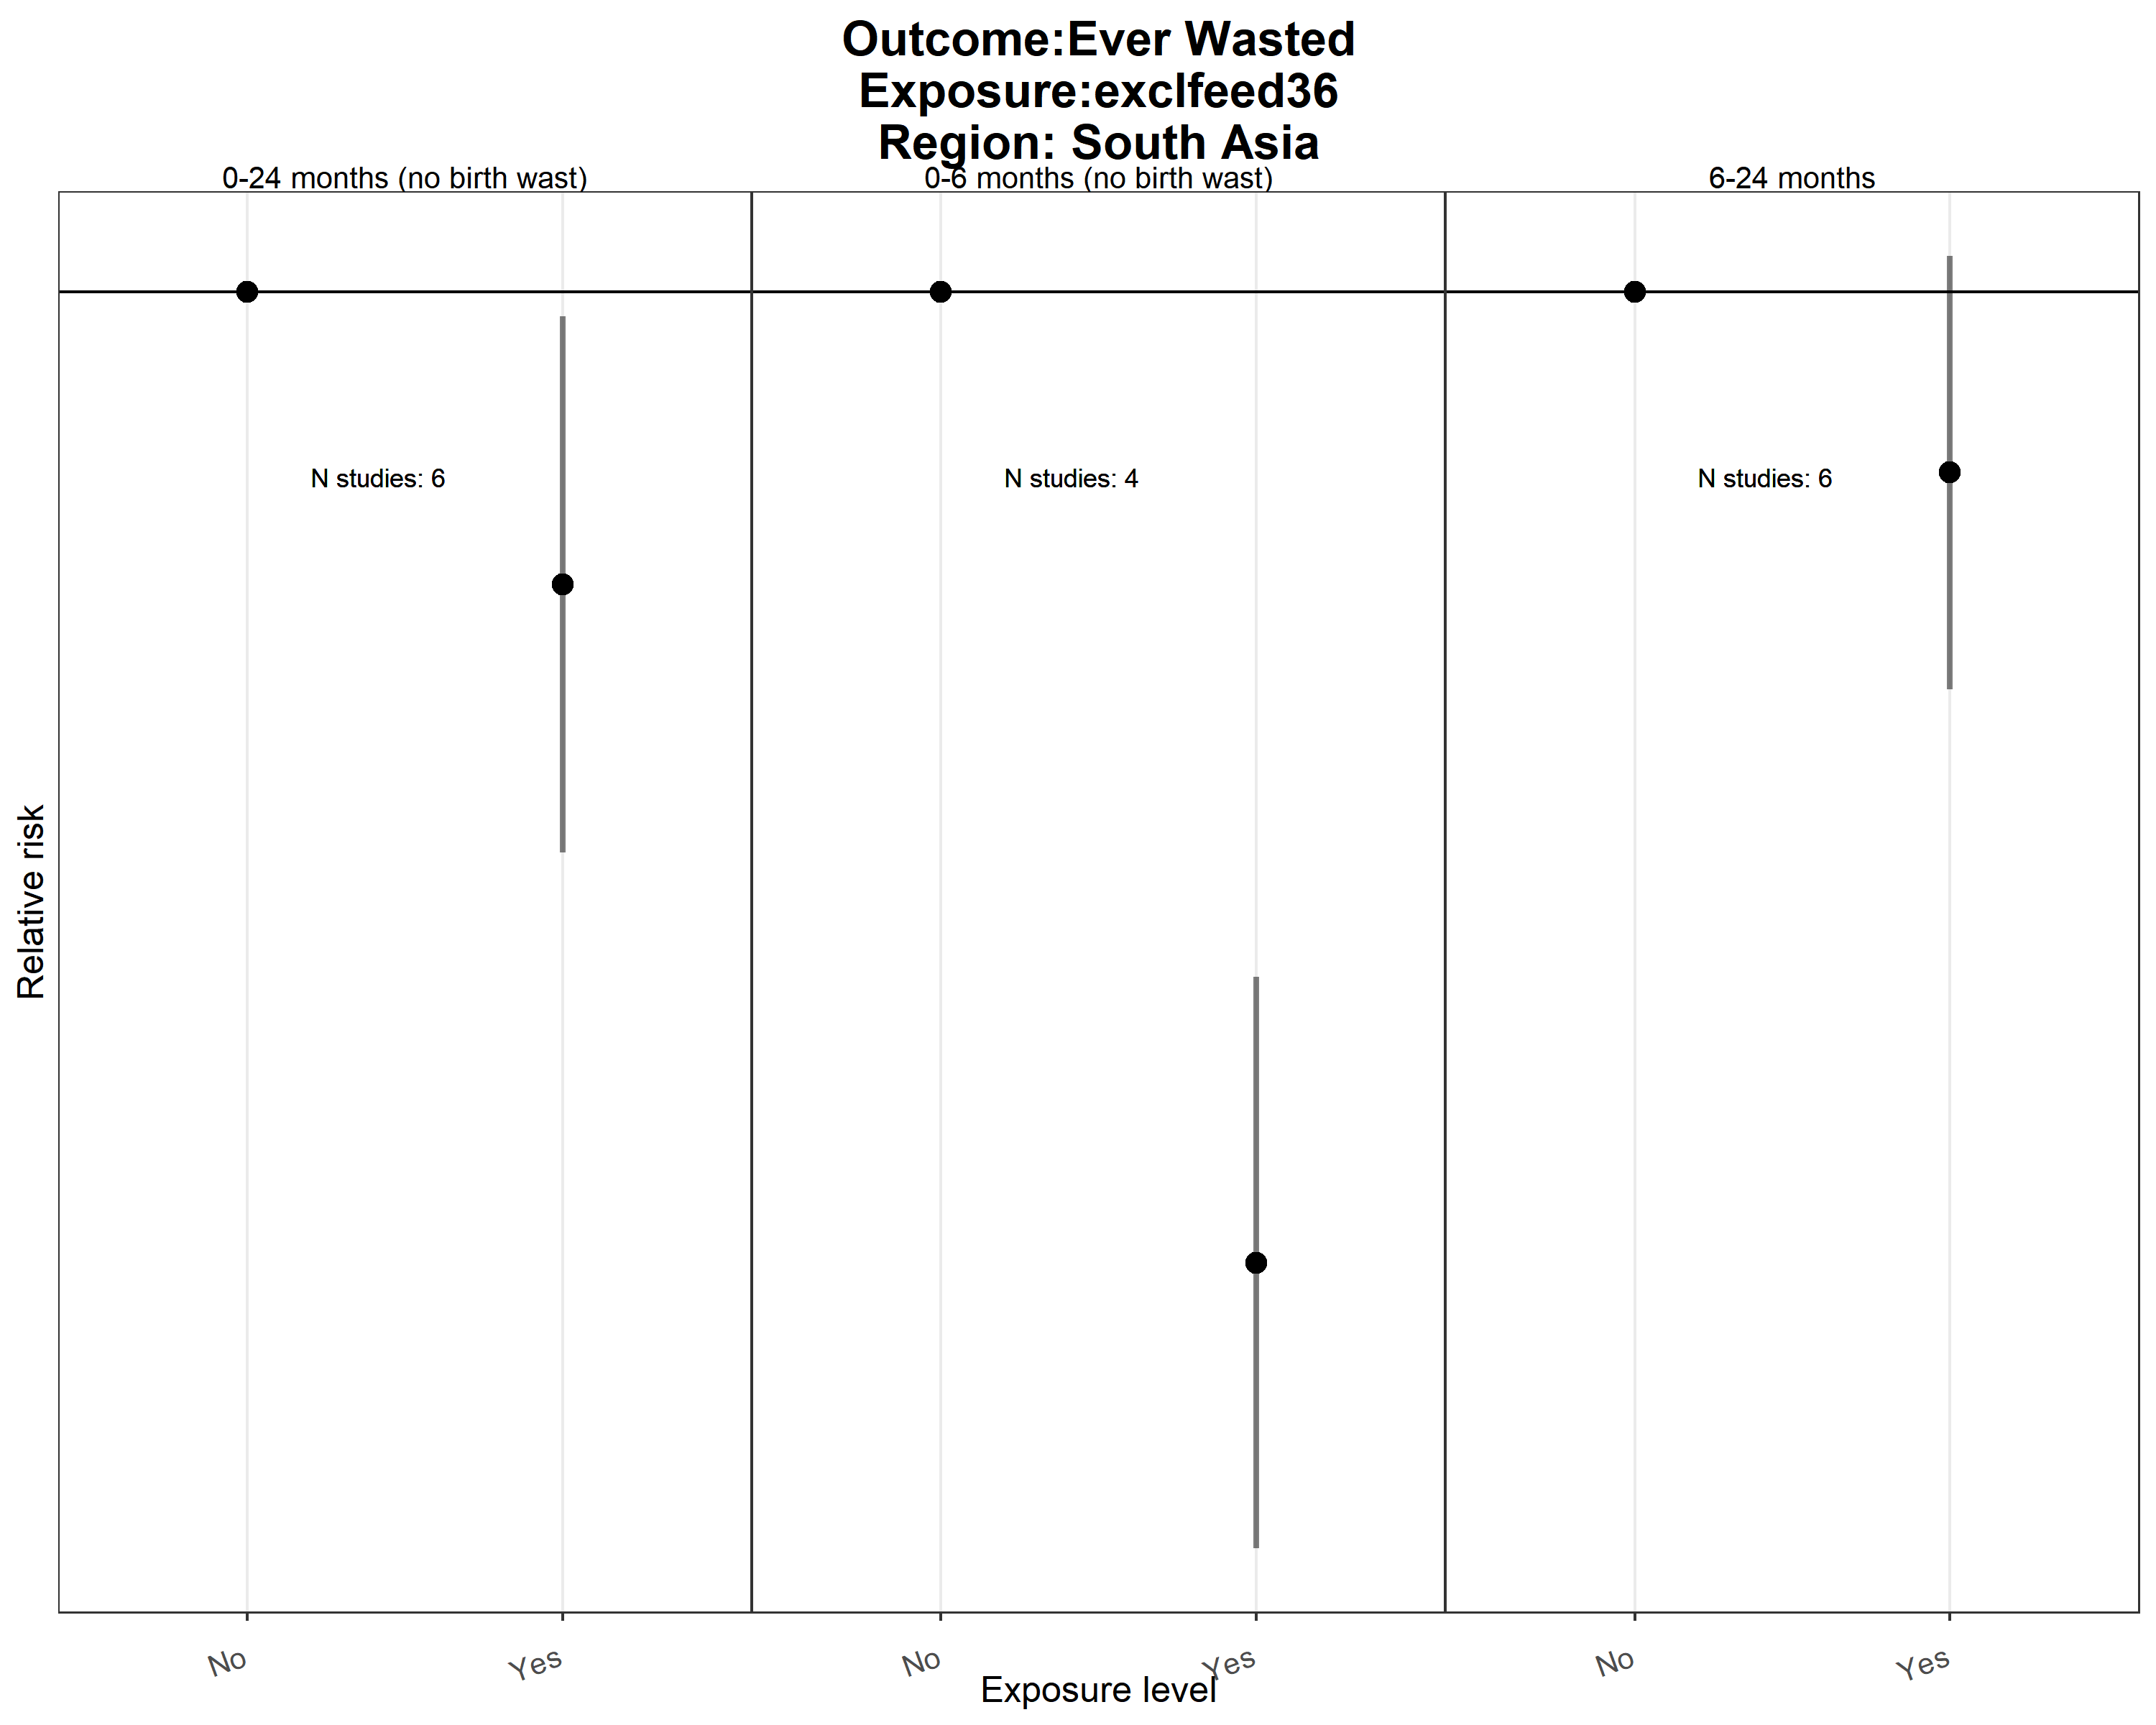 Outcome:Ever Wasted
Exposure:exclfeed36
Region: South Asia
0-24 months (no birth wast)
0-6 months (no birth wast)
6-24 months
N studies: 6
N studies: 4
N studies: 6
Relative risk
No
Yes
No
Yes
No
Yes
Exposure level